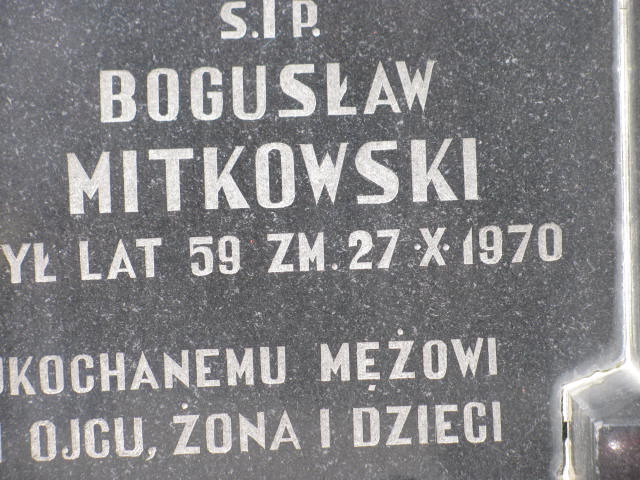 Ś.I P.
BOGUSŁAW
MITKOWSKI
YŁ LAT 59 ZM. 27·X·1970
UKOCHANEMU MĘŻOWI
I OJCU, ŻONA I DZIECI